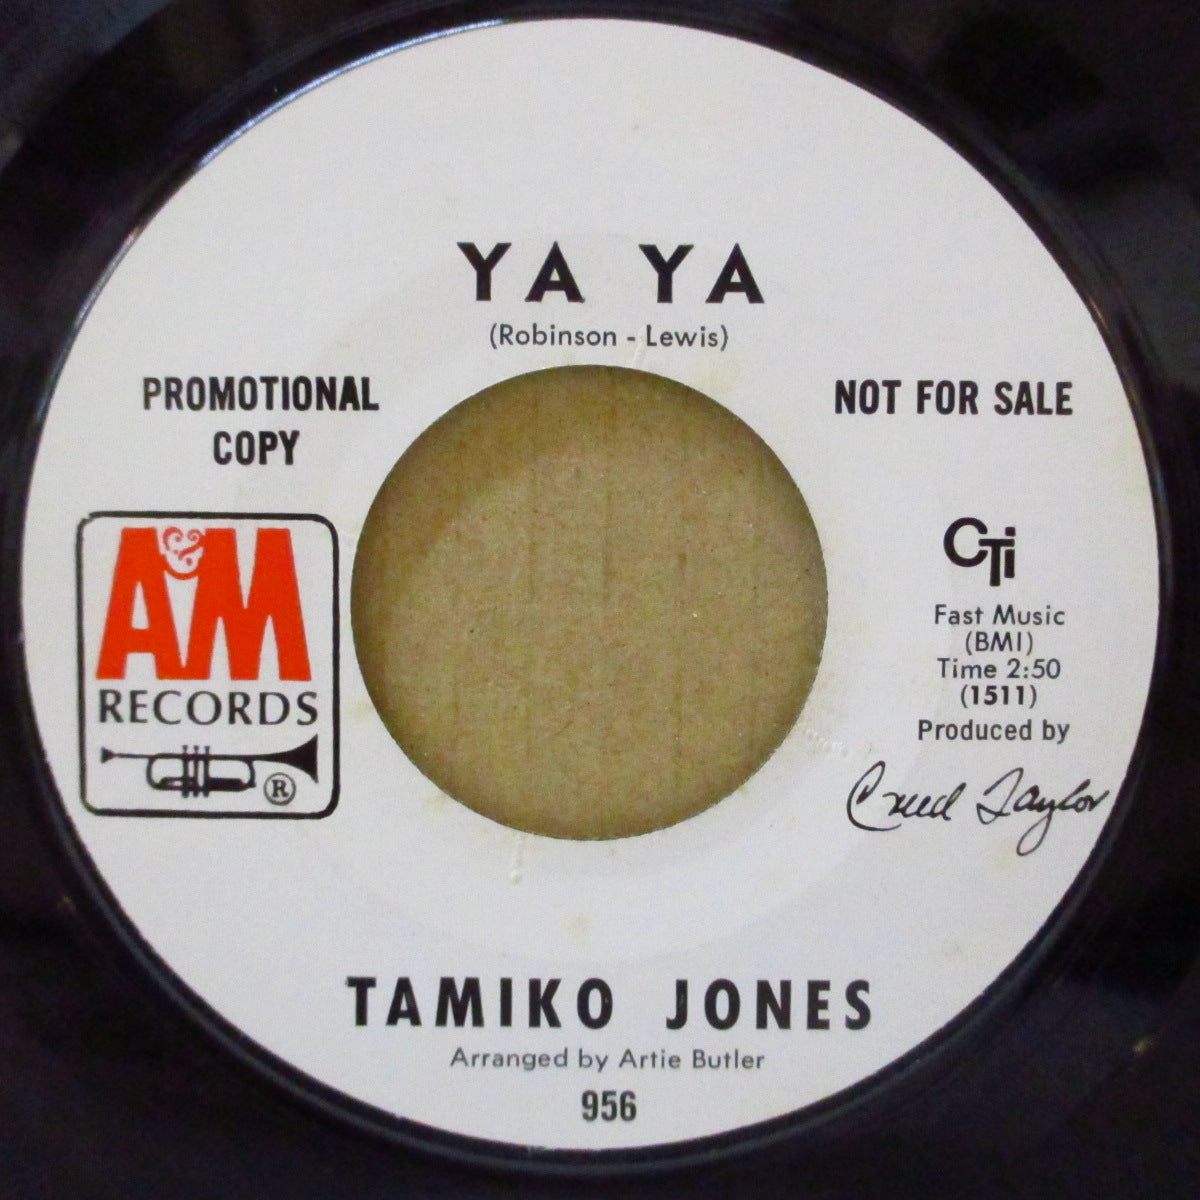 YA YA
(Robinson - Lewis)
PROMOTIONAL
COPY
NOT FOR SALE
A&M
RECORDS
®
CTi
Fast Music
(BMI)
Time 2:50
(1511)
Produced by
Creed Taylor
TAMIKO JONES
Arranged by Artie Butler
956